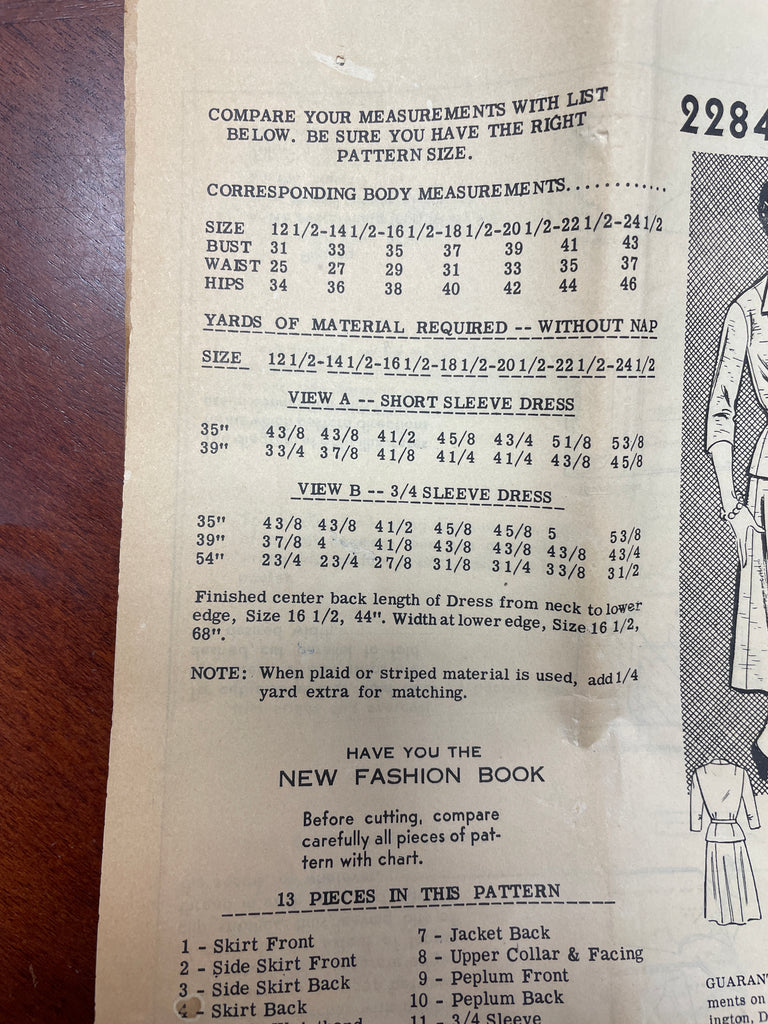 COMPARE YOUR MEASUREMENTS WITH LIST
BELOW. BE SURE YOU HAVE THE RIGHT
PATTERN SIZE.
2284
CORRESPONDING BODY MEASUREMENTS............
SIZE 12 1/2-14 1/2-16 1/2-18 1/2-20 1/2-22 1/2-24 1/2
BUST 31 33 35 37 39 41 43
WAIST 25 27 29 31 33 35 37
HIPS 34 36 38 40 42 44 46
YARDS OF MATERIAL REQUIRED -- WITHOUT NAP
SIZE 12 1/2-14 1/2-16 1/2-18 1/2-20 1/2-22 1/2-24 1/2
VIEW A -- SHORT SLEEVE DRESS
35" 4 3/8 4 3/8 4 1/2 4 5/8 4 3/4 5 1/8 5 3/8
39" 3 3/4 3 7/8 4 1/8 4 1/4 4 1/4 4 3/8 4 5/8
VIEW B -- 3/4 SLEEVE DRESS
35" 4 3/8 4 3/8 4 1/2 4 5/8 4 5/8 5 5 3/8
39" 3 7/8 4 4 1/8 4 3/8 4 3/8 4 3/8 4 3/4
54" 2 3/4 2 3/4 2 7/8 3 1/8 3 1/4 3 3/8 3 1/2
Finished center back length of Dress from neck to lower
edge, Size 16 1/2, 44". Width at lower edge, Size 16 1/2,
68".
NOTE: When plaid or striped material is used, add 1/4
yard extra for matching.
HAVE YOU THE
NEW FASHION BOOK
Before cutting, compare
carefully all pieces of pat-
tern with chart.
13 PIECES IN THIS PATTERN
1 - Skirt Front
2 - Side Skirt Front
3 - Side Skirt Back
4 - Skirt Back
7 - Jacket Back
8 - Upper Collar & Facing
9 - Peplum Front
10 - Peplum Back
11 - 3/4 Sleeve
GUARAN
ments on
ington, D